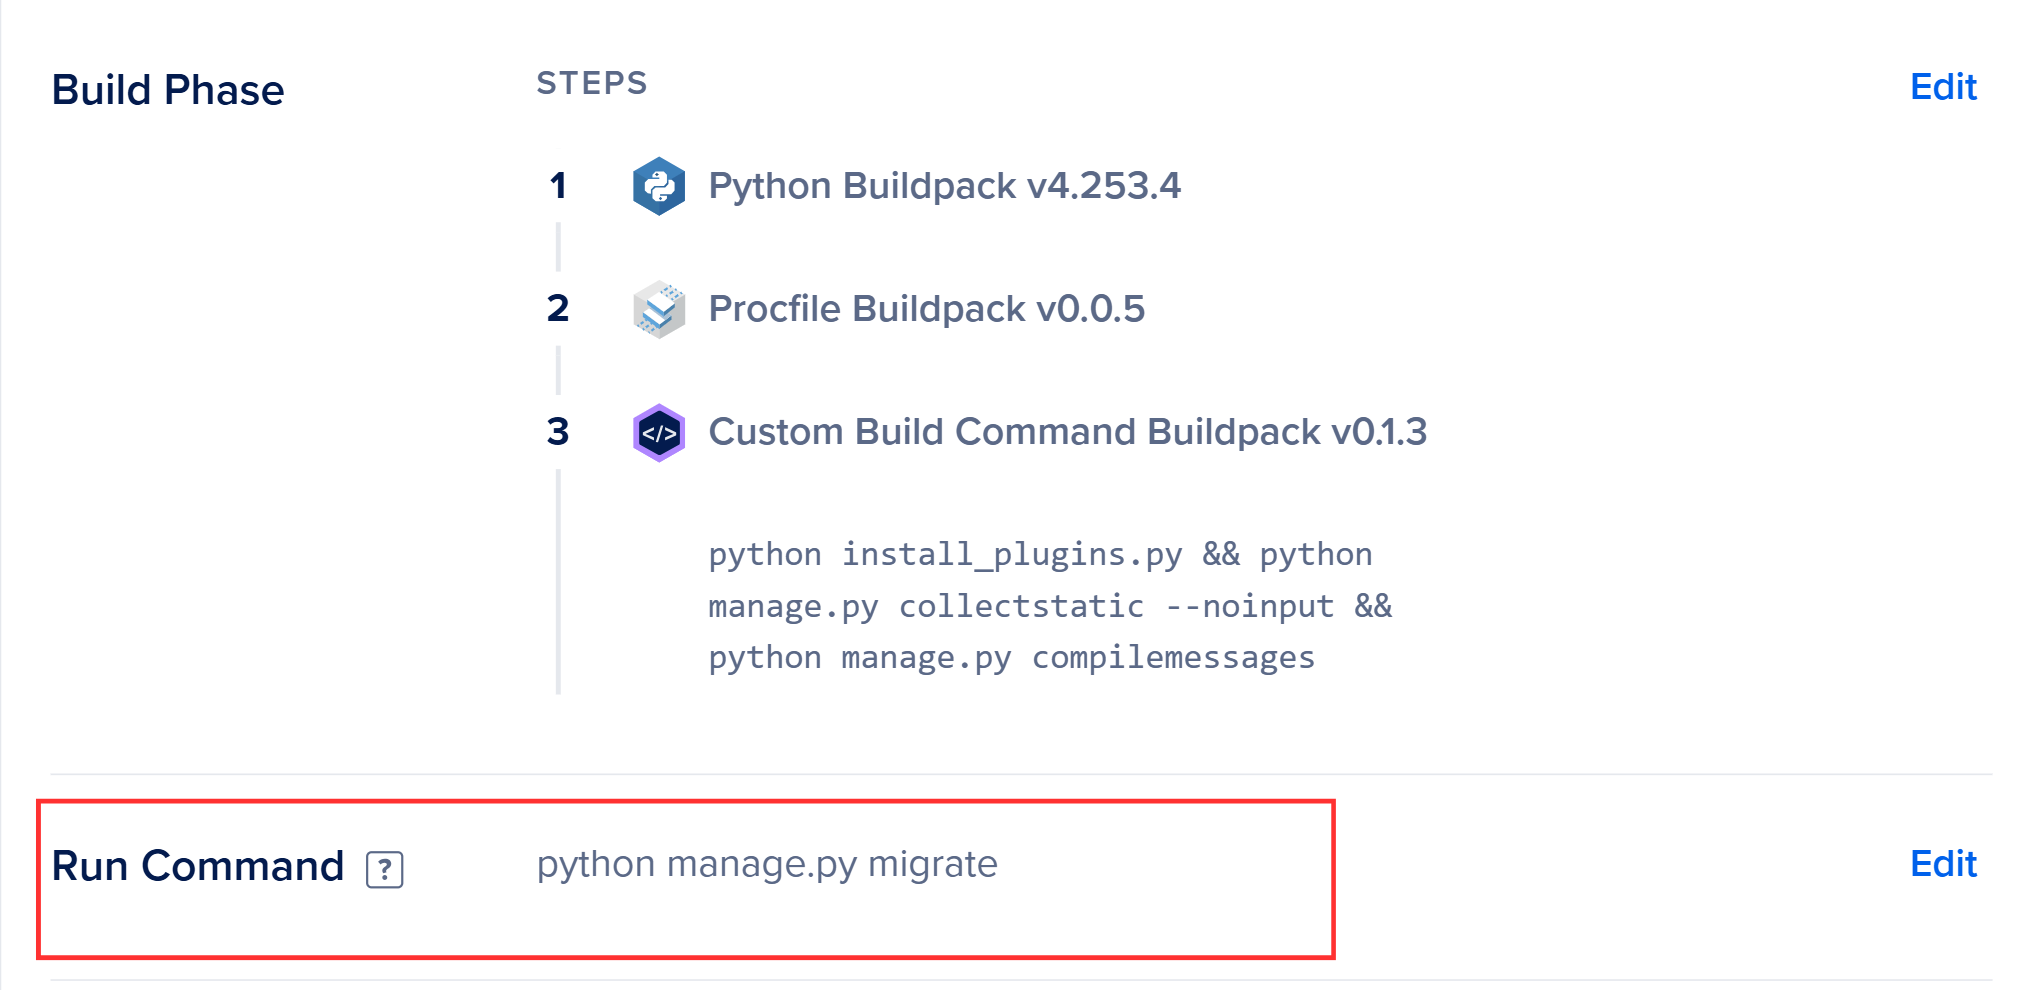 Build Phase
STEPS
Edit
1
Python Buildpack v4.253.4
2
Procfile Buildpack v0.0.5
3
</>
Custom Build Command Buildpack v0.1.3
python install_plugins.py && python
manage.py collectstatic --noinput &&
python manage.py compilemessages
Run Command ?
python manage.py migrate
Edit